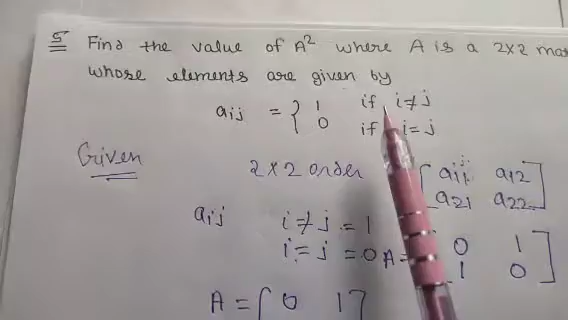 5 Find the value of A² where A is a 2×2
whose elements are given by
aij = { 1 if i≠j
0 if i=j
Given 2×2 order [ a11 a12
a21 a22 ]
aij i≠j = 1
i=j = 0 A= [ 0 1
1 0 ]
A = [ 0 1 ]